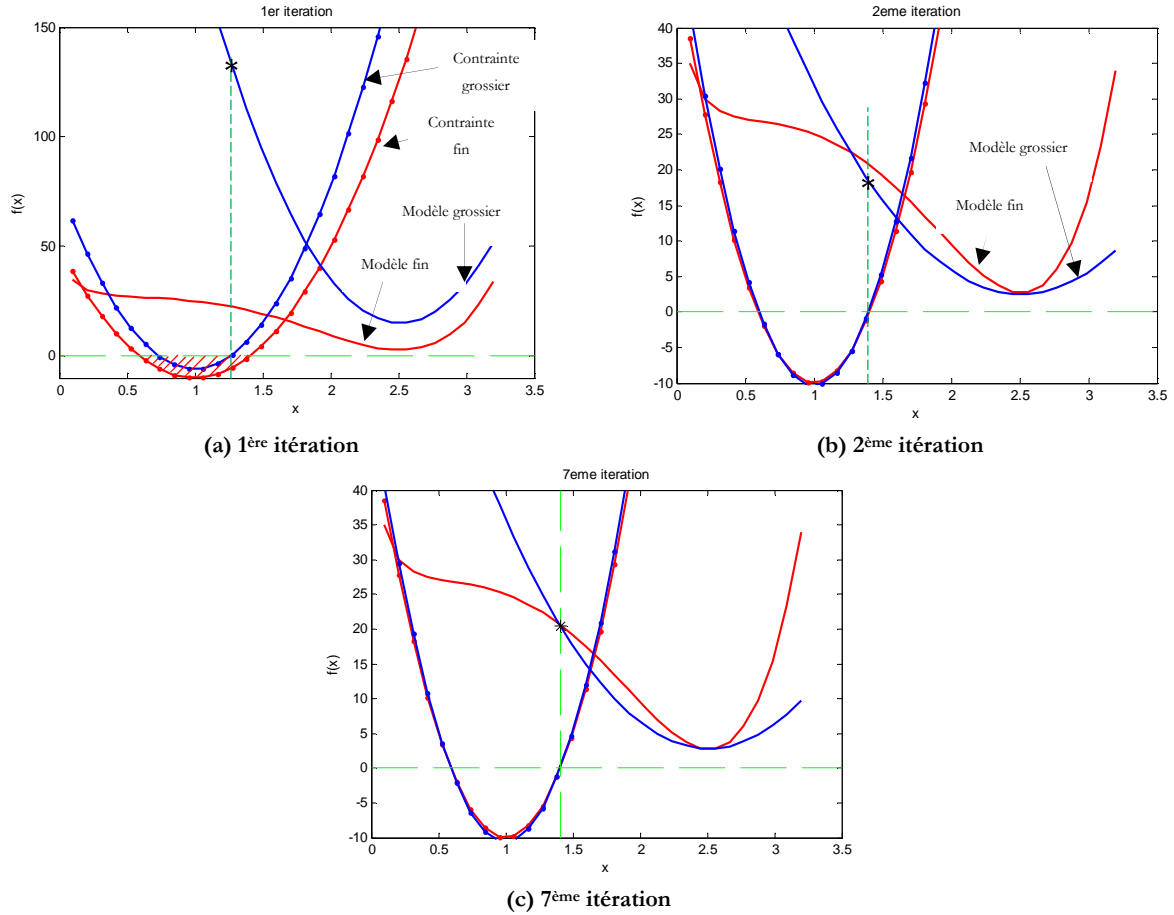 1er iteration
150
100
50
0
f(x)
Contrainte
grossier
Contrainte
fin
Modèle grossier
Modèle fin
0
0.5
1
1.5
2
2.5
3
3.5
x
(a) 1ère itération
2eme iteration
40
35
30
25
20
15
10
5
0
-5
-10
f(x)
Modèle grossier
Modèle fin
0
0.5
1
1.5
2
2.5
3
3.5
x
(b) 2ème itération
7eme iteration
40
35
30
25
20
15
10
5
0
-5
-10
f(x)
0
0.5
1
1.5
2
2.5
3
3.5
x
(c) 7ème itération